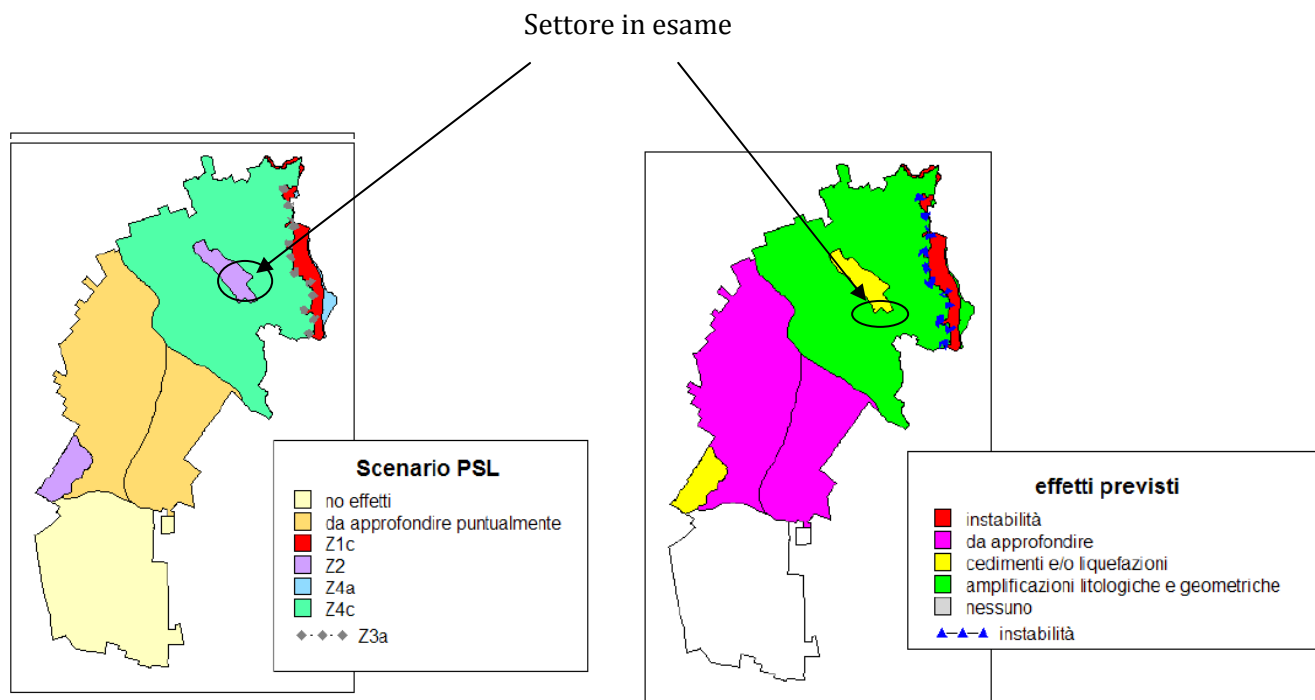 Settore in esame
Scenario PSL
no effetti
da approfondire puntualmente
Z1c
Z2
Z4a
Z4c
Z3a
effetti previsti
instabilità
da approfondire
cedimenti e/o liquefazioni
amplificazioni litologiche e geometriche
nessuno
instabilità